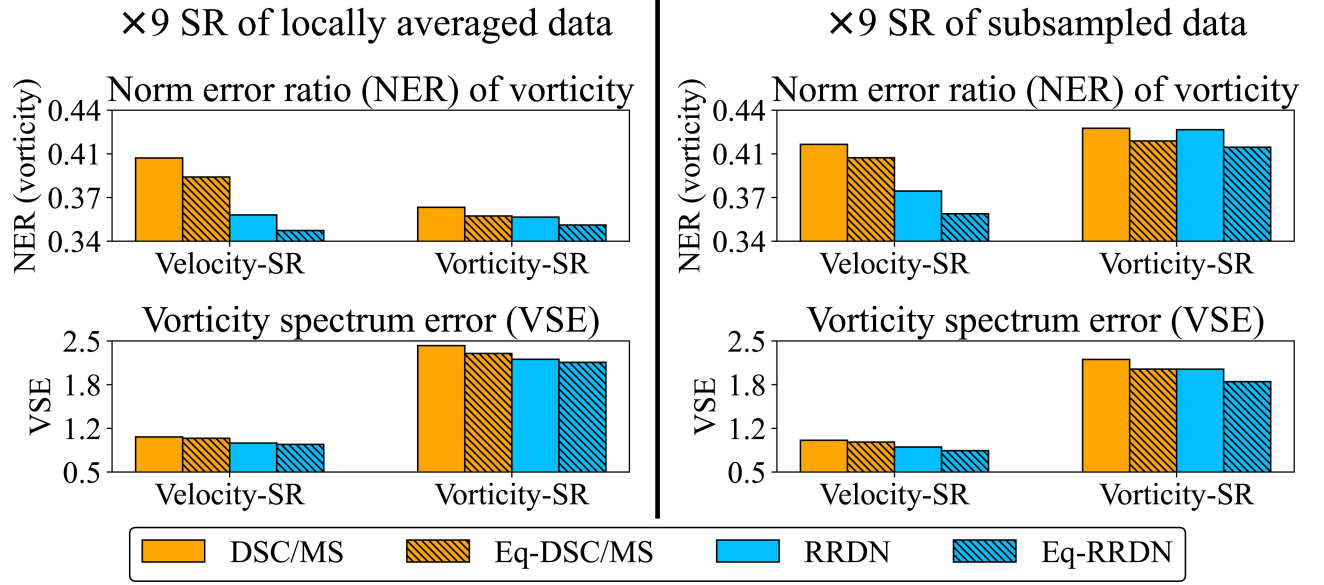 ×9 SR of locally averaged data
Norm error ratio (NER) of vorticity
NER (vorticity)
0.44
0.41
0.37
0.34
Velocity-SR
Vorticity-SR
Vorticity spectrum error (VSE)
VSE
2.5
1.8
1.2
0.5
Velocity-SR
Vorticity-SR
×9 SR of subsampled data
Norm error ratio (NER) of vorticity
NER (vorticity)
0.44
0.41
0.37
0.34
Velocity-SR
Vorticity-SR
Vorticity spectrum error (VSE)
VSE
2.5
1.8
1.2
0.5
Velocity-SR
Vorticity-SR
DSC/MS
Eq-DSC/MS
RRDN
Eq-RRDN